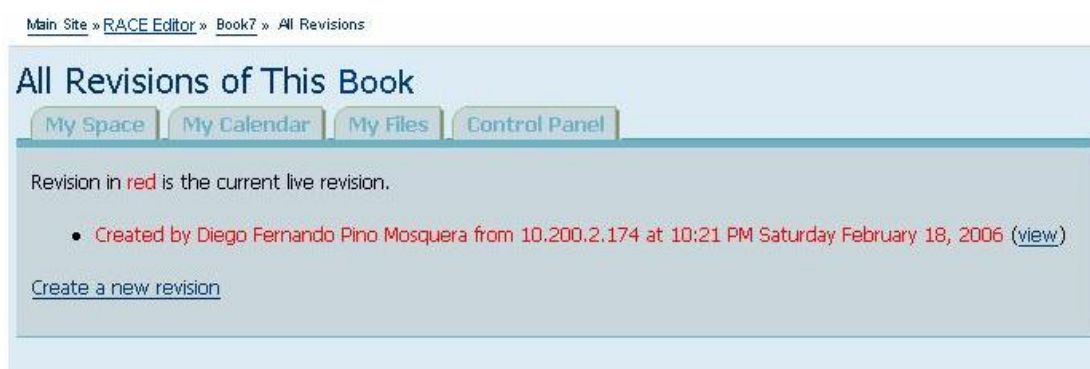 Main Site » RACE Editor » Book7 » All Revisions
All Revisions of This Book
My Space My Calendar My Files Control Panel
Revision in red is the current live revision.
• Created by Diego Fernando Pino Mosquera from 10.200.2.174 at 10:21 PM Saturday February 18, 2006 (view)
Create a new revision